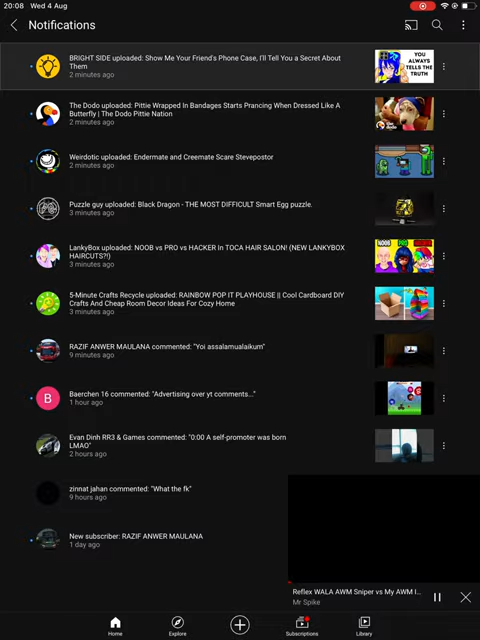 20:08 Wed 4 Aug
Notifications
BRIGHT SIDE uploaded: Show Me Your Friend's Phone Case, I'll Tell You a Secret About
Them
2 minutes ago
YOU
ALWAYS
TELLS THE
TRUTH
The Dodo uploaded: Pittie Wrapped In Bandages Starts Prancing When Dressed Like A
Butterfly | The Dodo Pittie Nation
2 minutes ago
Weirdotic uploaded: Endermate and Creemate Scare Stevepostor
2 minutes ago
Puzzle guy uploaded: Black Dragon - THE MOST DIFFICULT Smart Egg puzzle.
3 minutes ago
LankyBox uploaded: NOOB vs PRO vs HACKER In TOCA HAIR SALON! (NEW LANKYBOX
HAIRCUTS?!)
3 minutes ago
NOOB PRO
5-Minute Crafts Recycle uploaded: RAINBOW POP IT PLAYHOUSE || Cool Cardboard DIY
Crafts And Cheap Room Decor Ideas For Cozy Home
3 minutes ago
RAZIF ANWER MAULANA commented: "Yoi assalamualaikum"
9 minutes ago
Baerchen 16 commented: "Advertising over yt comments..."
1 hour ago
B
Evan Dinh RR3 & Games commented: "0:00 A self-promoter was born
LMAO"
2 hours ago
zinnat jahan commented: "What the fk"
9 hours ago
New subscriber: RAZIF ANWER MAULANA
1 day ago
Reflex WALA AWM Sniper vs My AWM I...
Mr Spike
Home
Explore
Subscriptions
Library